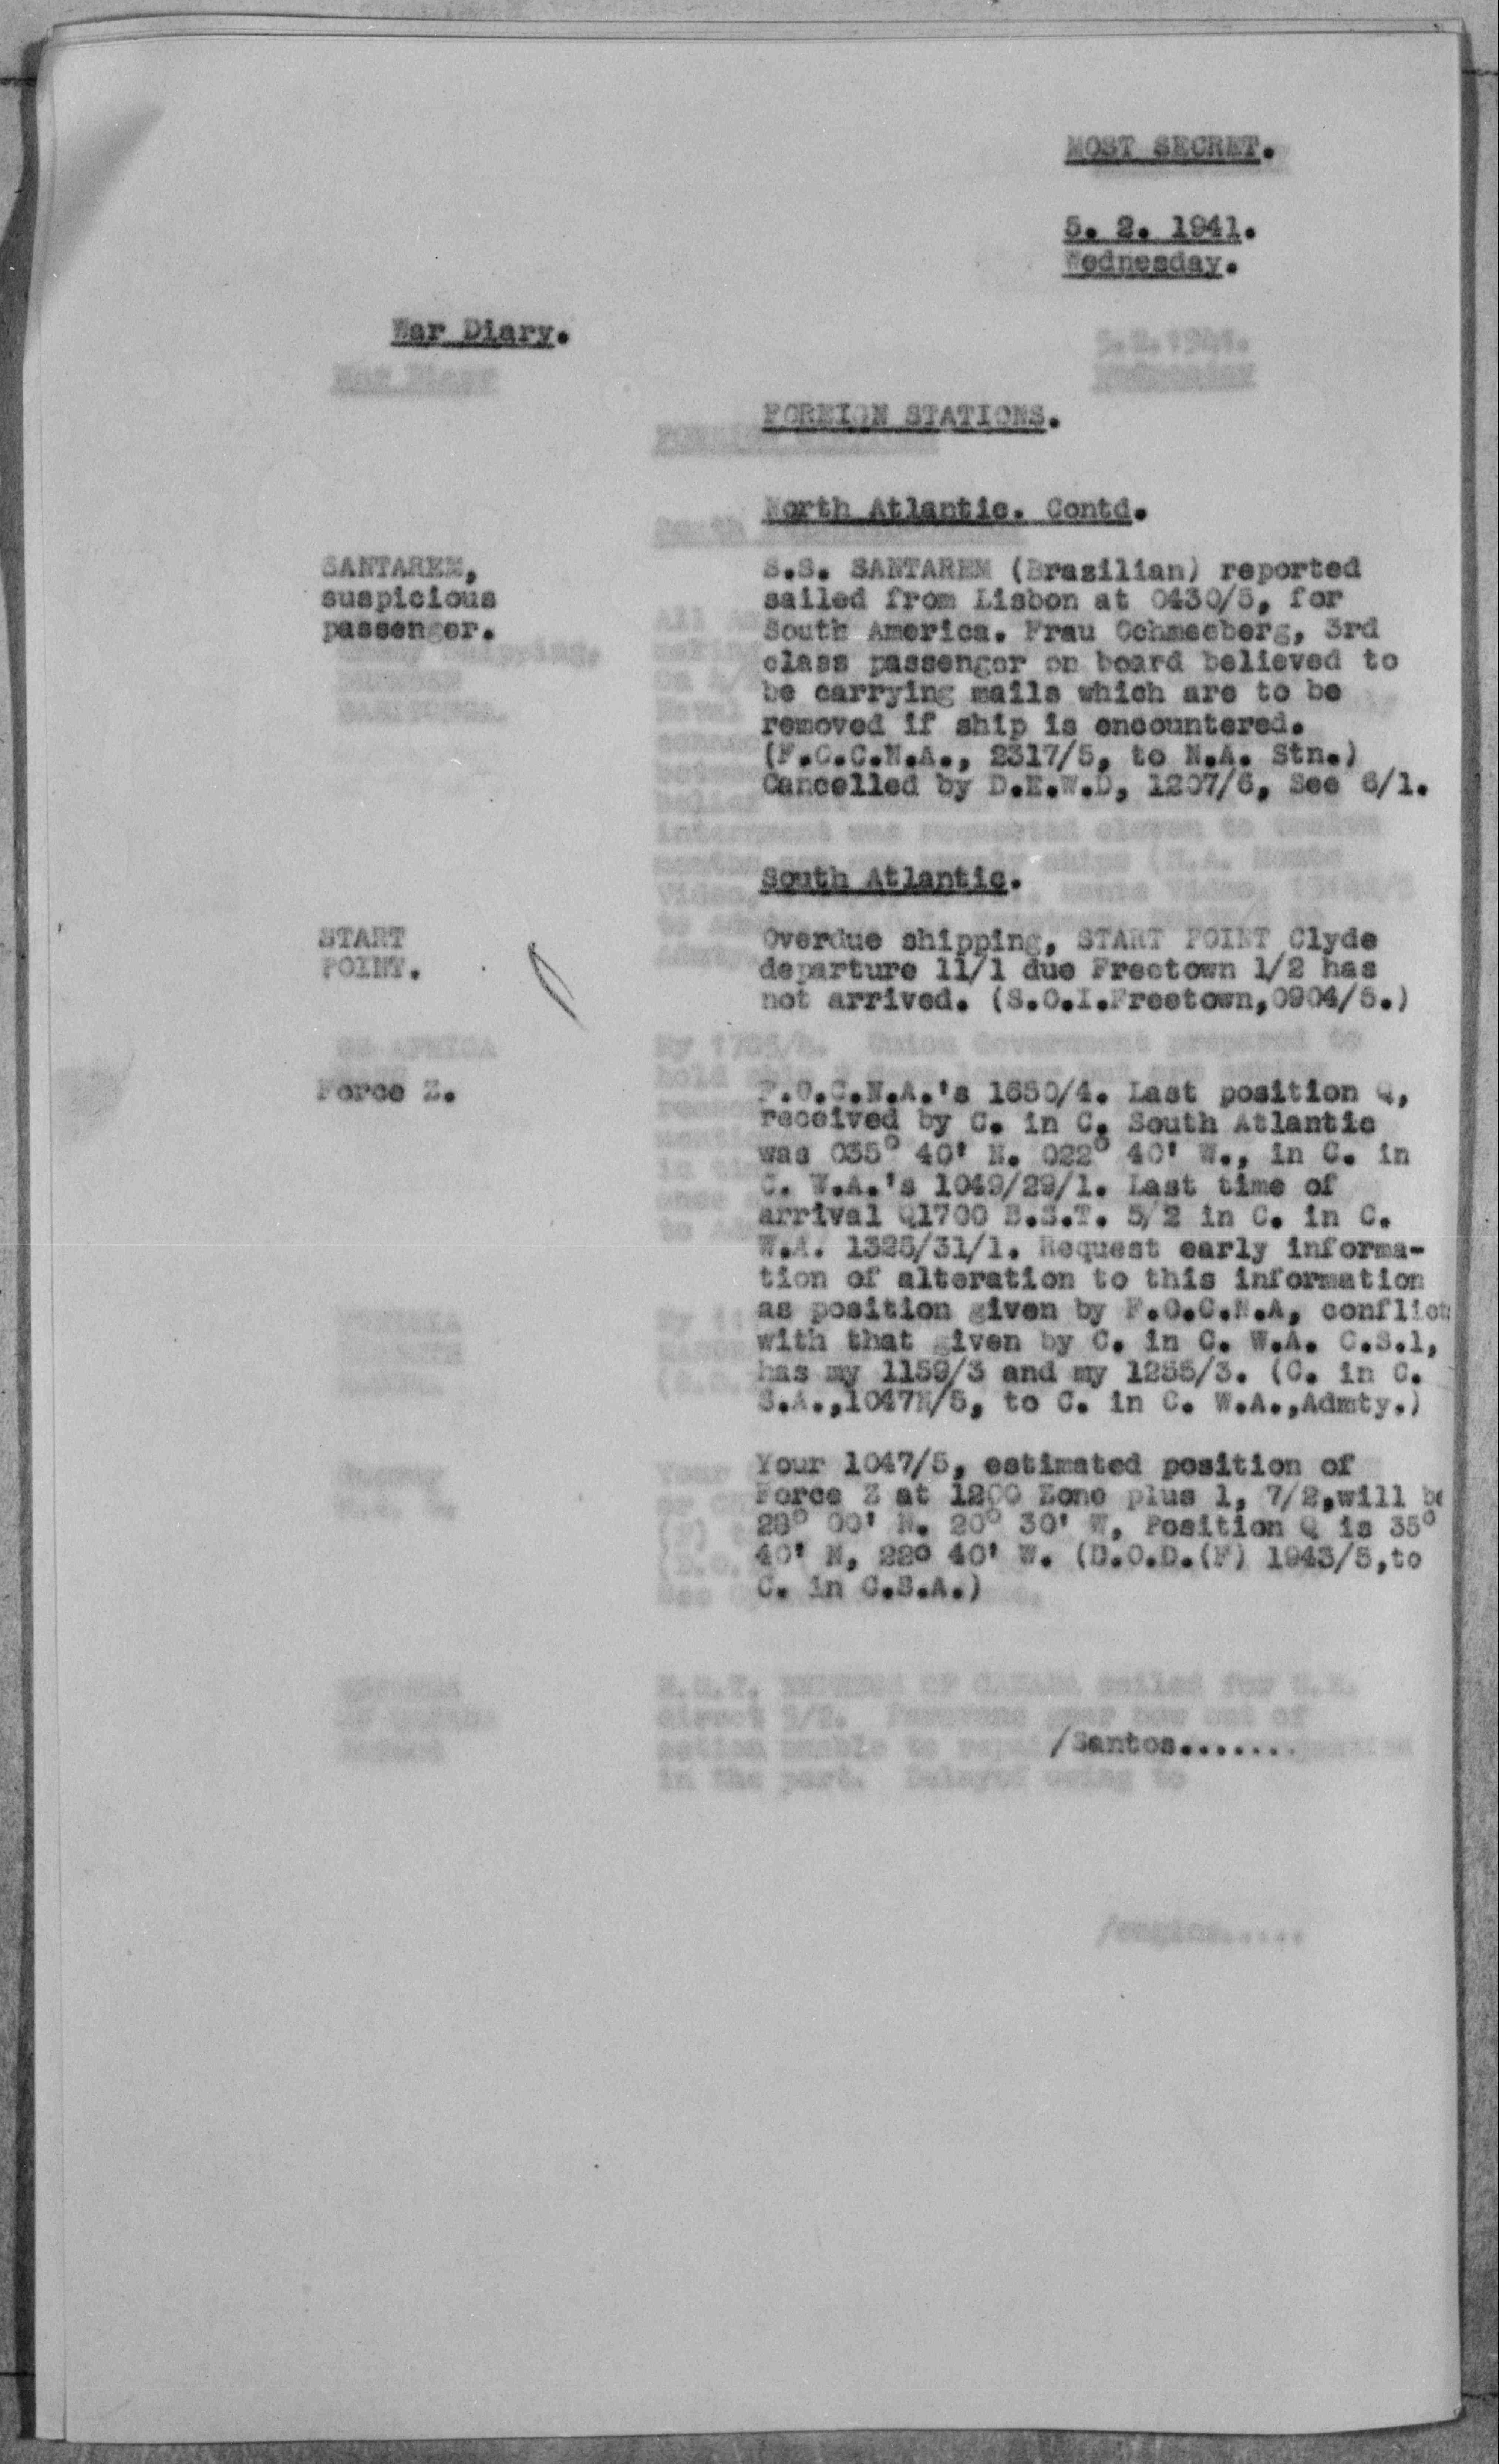 MOST SECRET.
5. 2. 1941.
Wednesday.
War Diary.
FOREIGN STATIONS.
North Atlantic. Contd.
SANTAREM,
suspicious
passenger.
S.S. SANTAREM (Brazilian) reported
sailed from Lisbon at 0430/5, for
South America. Frau 3rd
class passenger on board believed to
be carrying mails which are to be
removed if ship is encountered.
(F.O.C.N.A., 2317/5, to N.A. Stn.)
Cancelled by D.E.W.D, 1207/6, See 6/1.
South Atlantic.
START
POINT.
Overdue shipping, START POINT Clyde
departure 11/1 due Freetown 1/2 has
not arrived. (S.O.I.Freetown,0904/5.)
Force Z.
F.O.C.N.A.'s 1650/4. Last position Q,
received by C. in C. South Atlantic
was 035° 40' N. 022° 40' W., in C. in
C. W.A.'s 1049/29/1. Last time of
arrival Q1700 B.S.T. 5/2 in C. in C.
W.A. 1325/31/1. Request early informa-
tion of alteration to this information
as position given by F.O.C.N.A, conflict
with that given by C. in C. W.A. C.S.1,
has my 1159/3 and my 1255/3. (C. in C.
S.A.,1047N/5, to C. in C. W.A.,Admty.)
Your 1047/5, estimated position of
Force Z at 1200 Zone plus 1, 7/2,will be
28° 00' N. 20° 30' W, Position Q is 35°
40' N, 22° 40' W. (D.O.D.(F) 1943/5,to
C. in C.S.A.)
/Santos.......